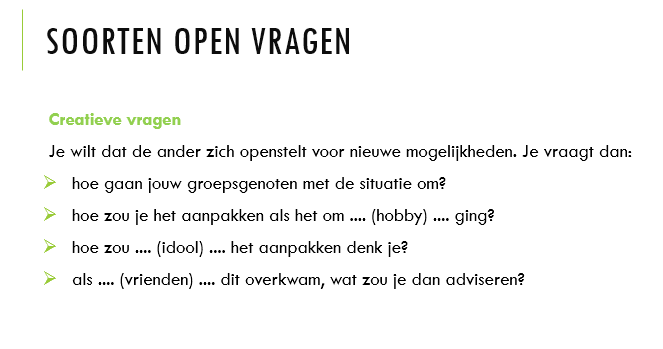 SOORTEN OPEN VRAGEN
Creatieve vragen
Je wilt dat de ander zich openstelt voor nieuwe mogelijkheden. Je vraagt dan:
hoe gaan jouw groepsgenoten met de situatie om?
hoe zou je het aanpakken als het om .... (hobby) .... ging?
hoe zou .... (idool) .... het aanpakken denk je?
als .... (vrienden) .... dit overkwam, wat zou je dan adviseren?